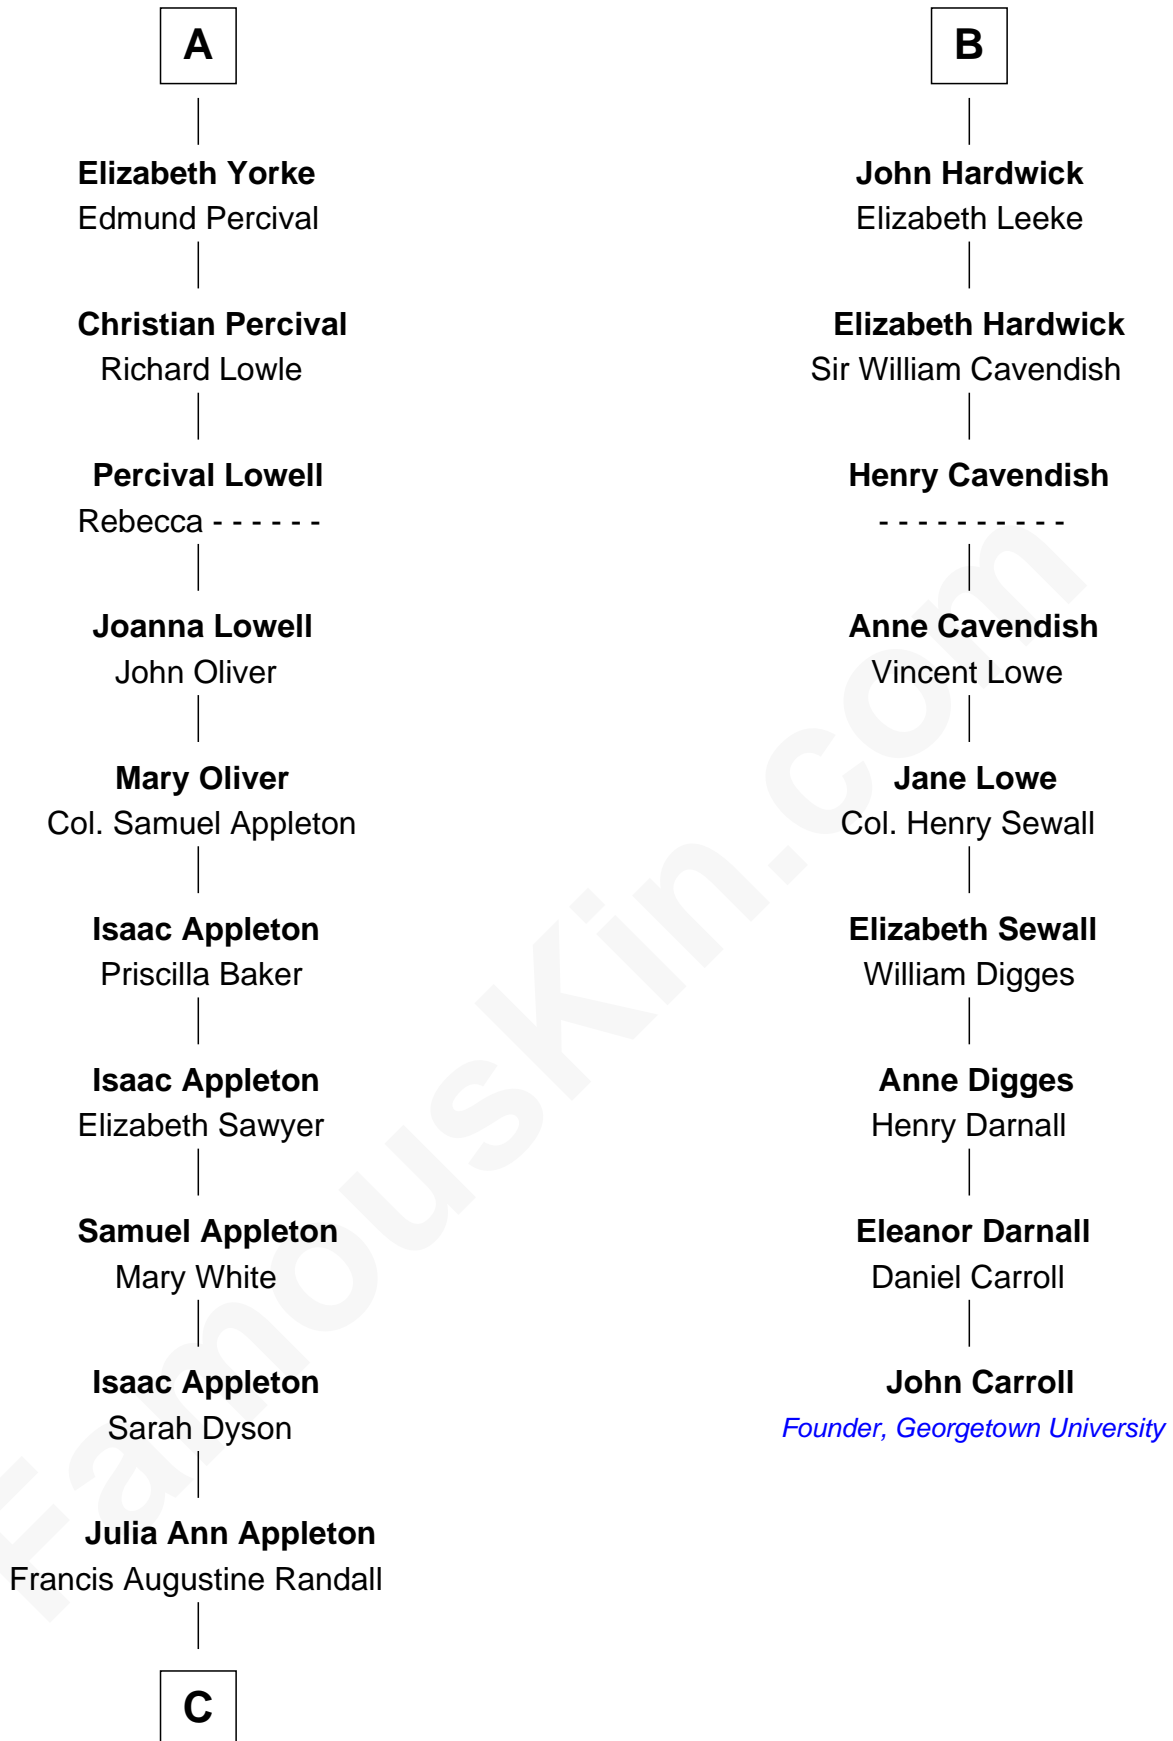 A
Elizabeth Yorke
Edmund Percival
Christian Percival
Richard Lowle
Percival Lowell
Rebecca - - - - - -
Joanna Lowell
John Oliver
Mary Oliver
Col. Samuel Appleton
Isaac Appleton
Priscilla Baker
Isaac Appleton
Elizabeth Sawyer
Samuel Appleton
Mary White
Isaac Appleton
Sarah Dyson
Julia Ann Appleton
Francis Augustine Randall
C
B
John Hardwick
Elizabeth Leeke
Elizabeth Hardwick
Sir William Cavendish
Henry Cavendish
- - - - - - - - - -
Anne Cavendish
Vincent Lowe
Jane Lowe
Col. Henry Sewall
Elizabeth Sewall
William Digges
Anne Digges
Henry Darnall
Eleanor Darnall
Daniel Carroll
John Carroll
Founder, Georgetown University
FamousKin.com